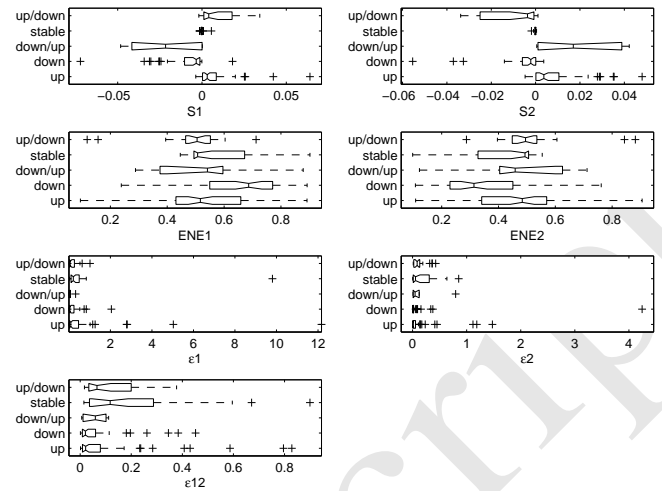 up/down
stable
down/up
down
up
−0.05 0 0.05
S1
up/down
stable
down/up
down
up
−0.06 −0.04 −0.02 0 0.02 0.04
S2
up/down
stable
down/up
down
up
0.2 0.4 0.6 0.8
ENE1
up/down
stable
down/up
down
up
0.2 0.4 0.6 0.8
ENE2
up/down
stable
down/up
down
up
2 4 6 8 10 12
ε1
up/down
stable
down/up
down
up
0 1 2 3 4
ε2
up/down
stable
down/up
down
up
0 0.2 0.4 0.6 0.8
ε12
crip